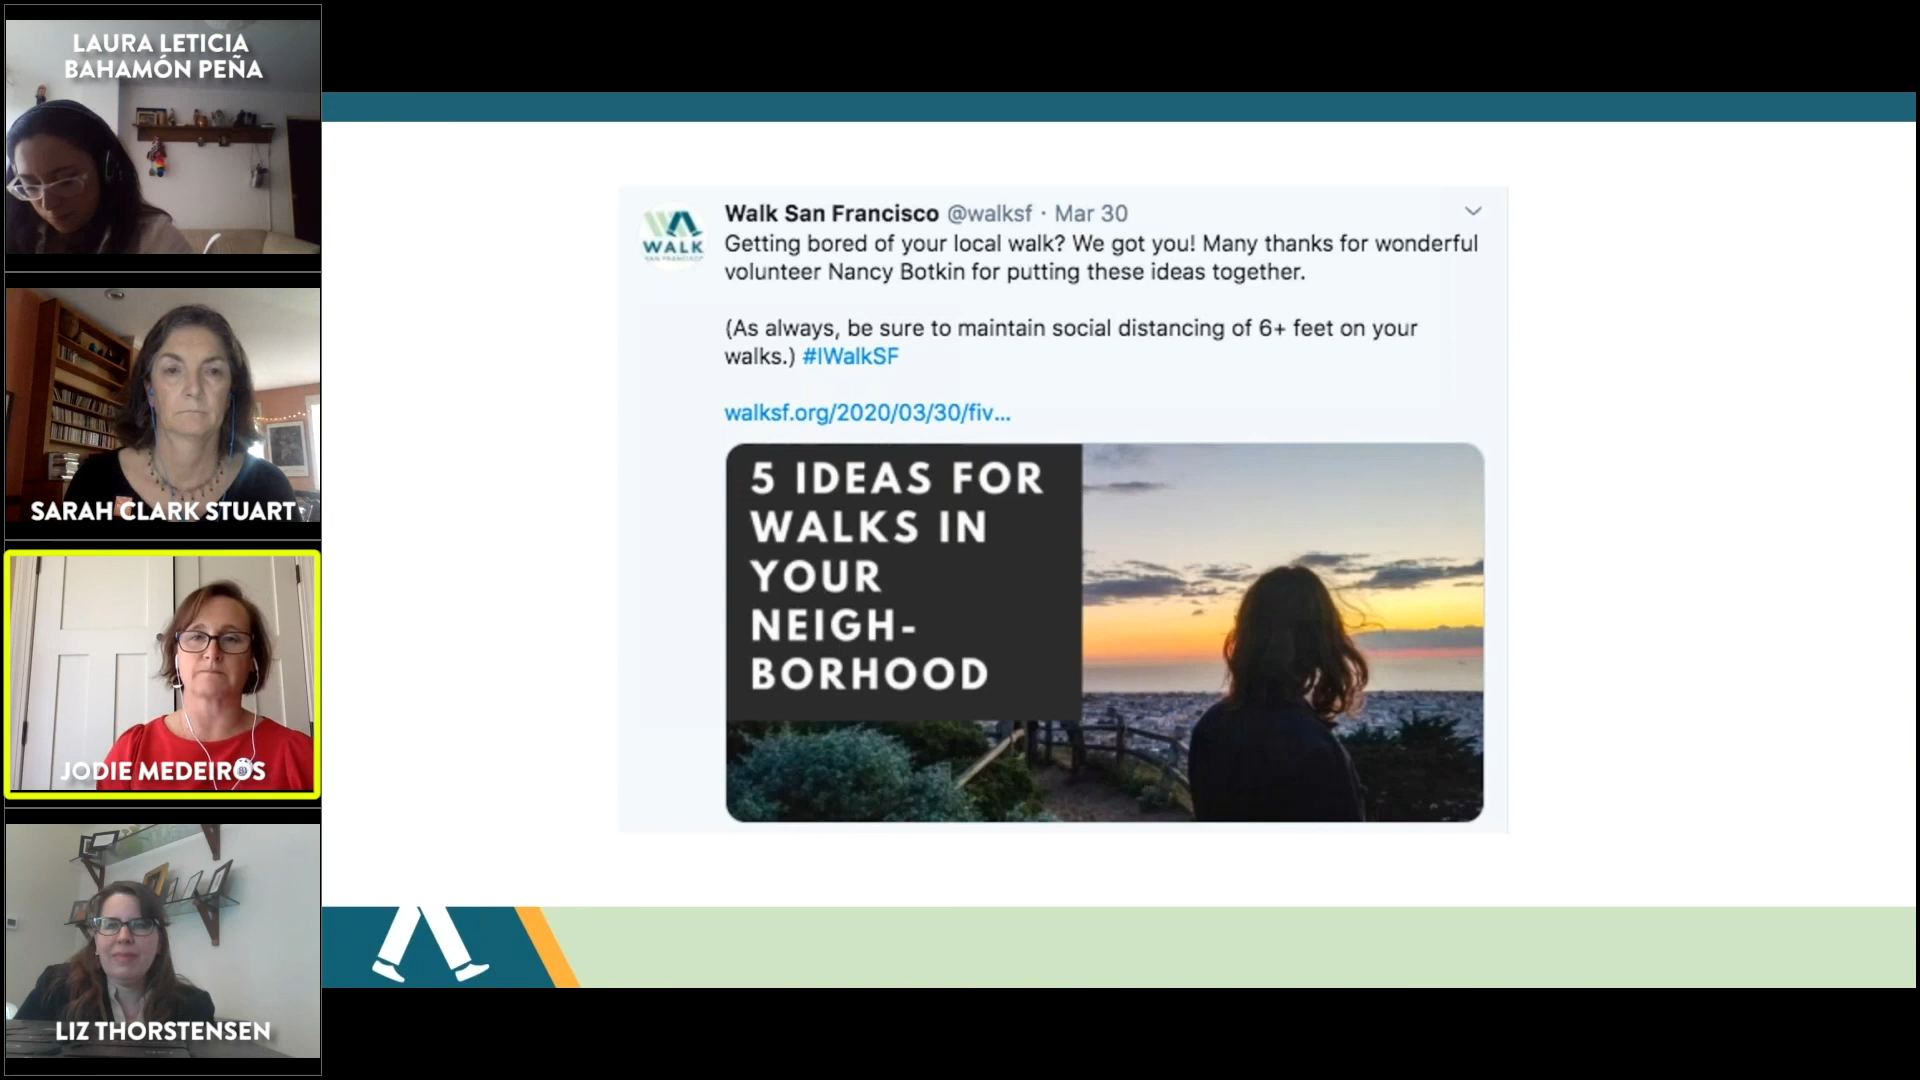 LAURA LETICIA
BAHAMÓN PEÑA
SARAH CLARK STUART
JODIE MEDEIROS
LIZ THORSTENSEN
Walk San Francisco @walksf · Mar 30
Getting bored of your local walk? We got you! Many thanks for wonderful
volunteer Nancy Botkin for putting these ideas together.
(As always, be sure to maintain social distancing of 6+ feet on your
walks.) #IWalkSF
walksf.org/2020/03/30/fiv...
WALK
SAN FRANCISCO
5 IDEAS FOR
WALKS IN
YOUR
NEIGH-
BORHOOD